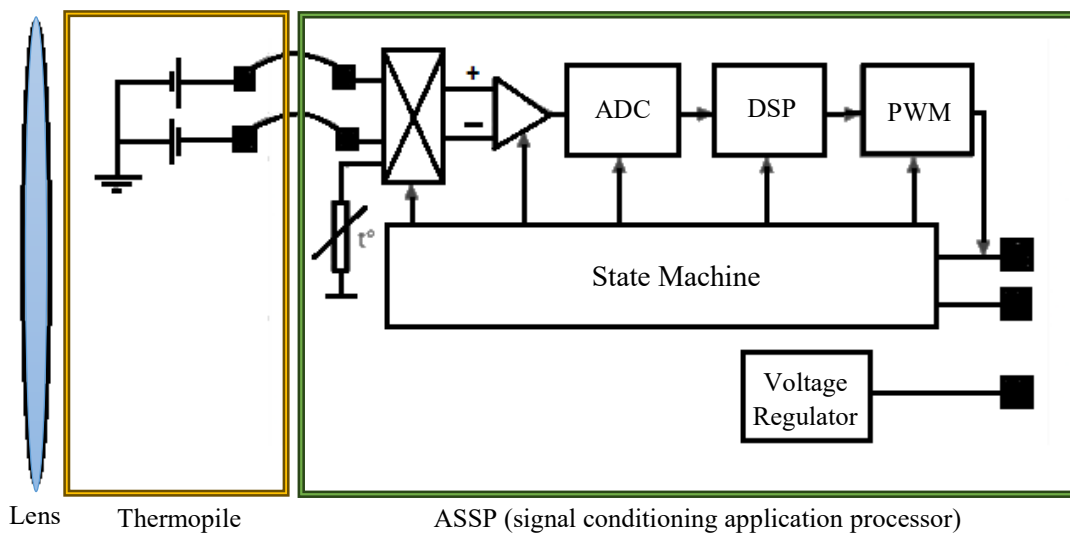 +
−
ADC
DSP
PWM
t°
State Machine
Voltage
Regulator
Lens
Thermopile
ASSP (signal conditioning application processor)